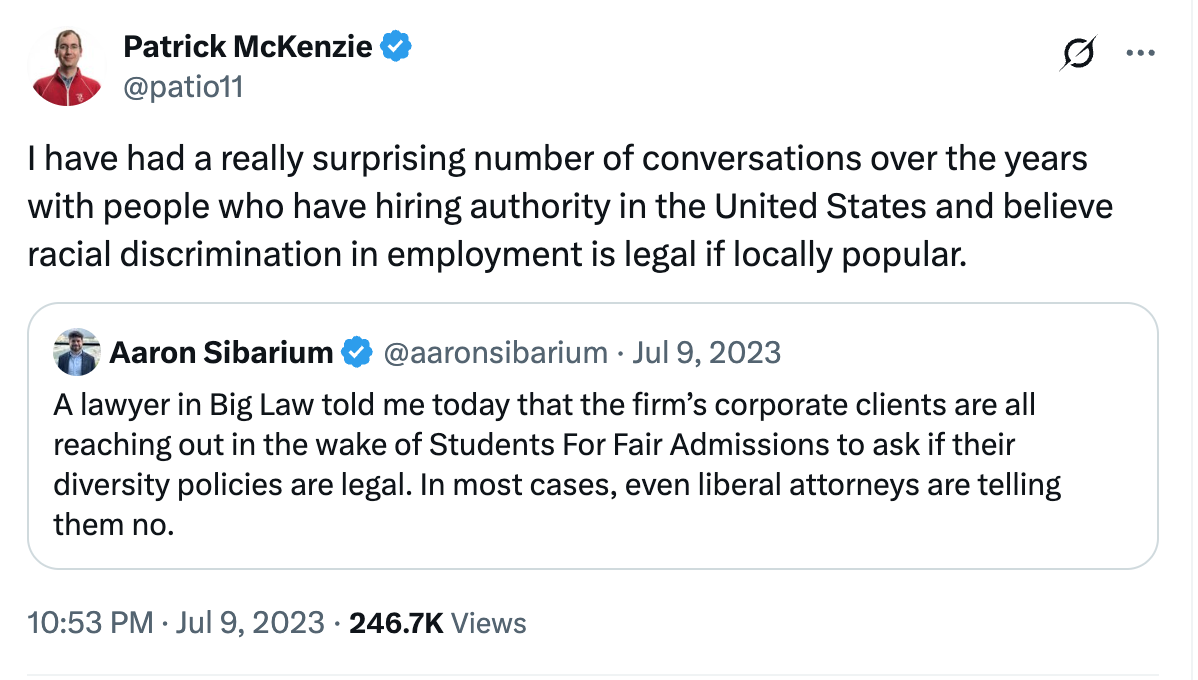 Patrick McKenzie
@patio11
I have had a really surprising number of conversations over the years
with people who have hiring authority in the United States and believe
racial discrimination in employment is legal if locally popular.
Aaron Sibarium @aaronsibarium · Jul 9, 2023
A lawyer in Big Law told me today that the firm’s corporate clients are all
reaching out in the wake of Students For Fair Admissions to ask if their
diversity policies are legal. In most cases, even liberal attorneys are telling
them no.
10:53 PM · Jul 9, 2023 · 246.7K Views